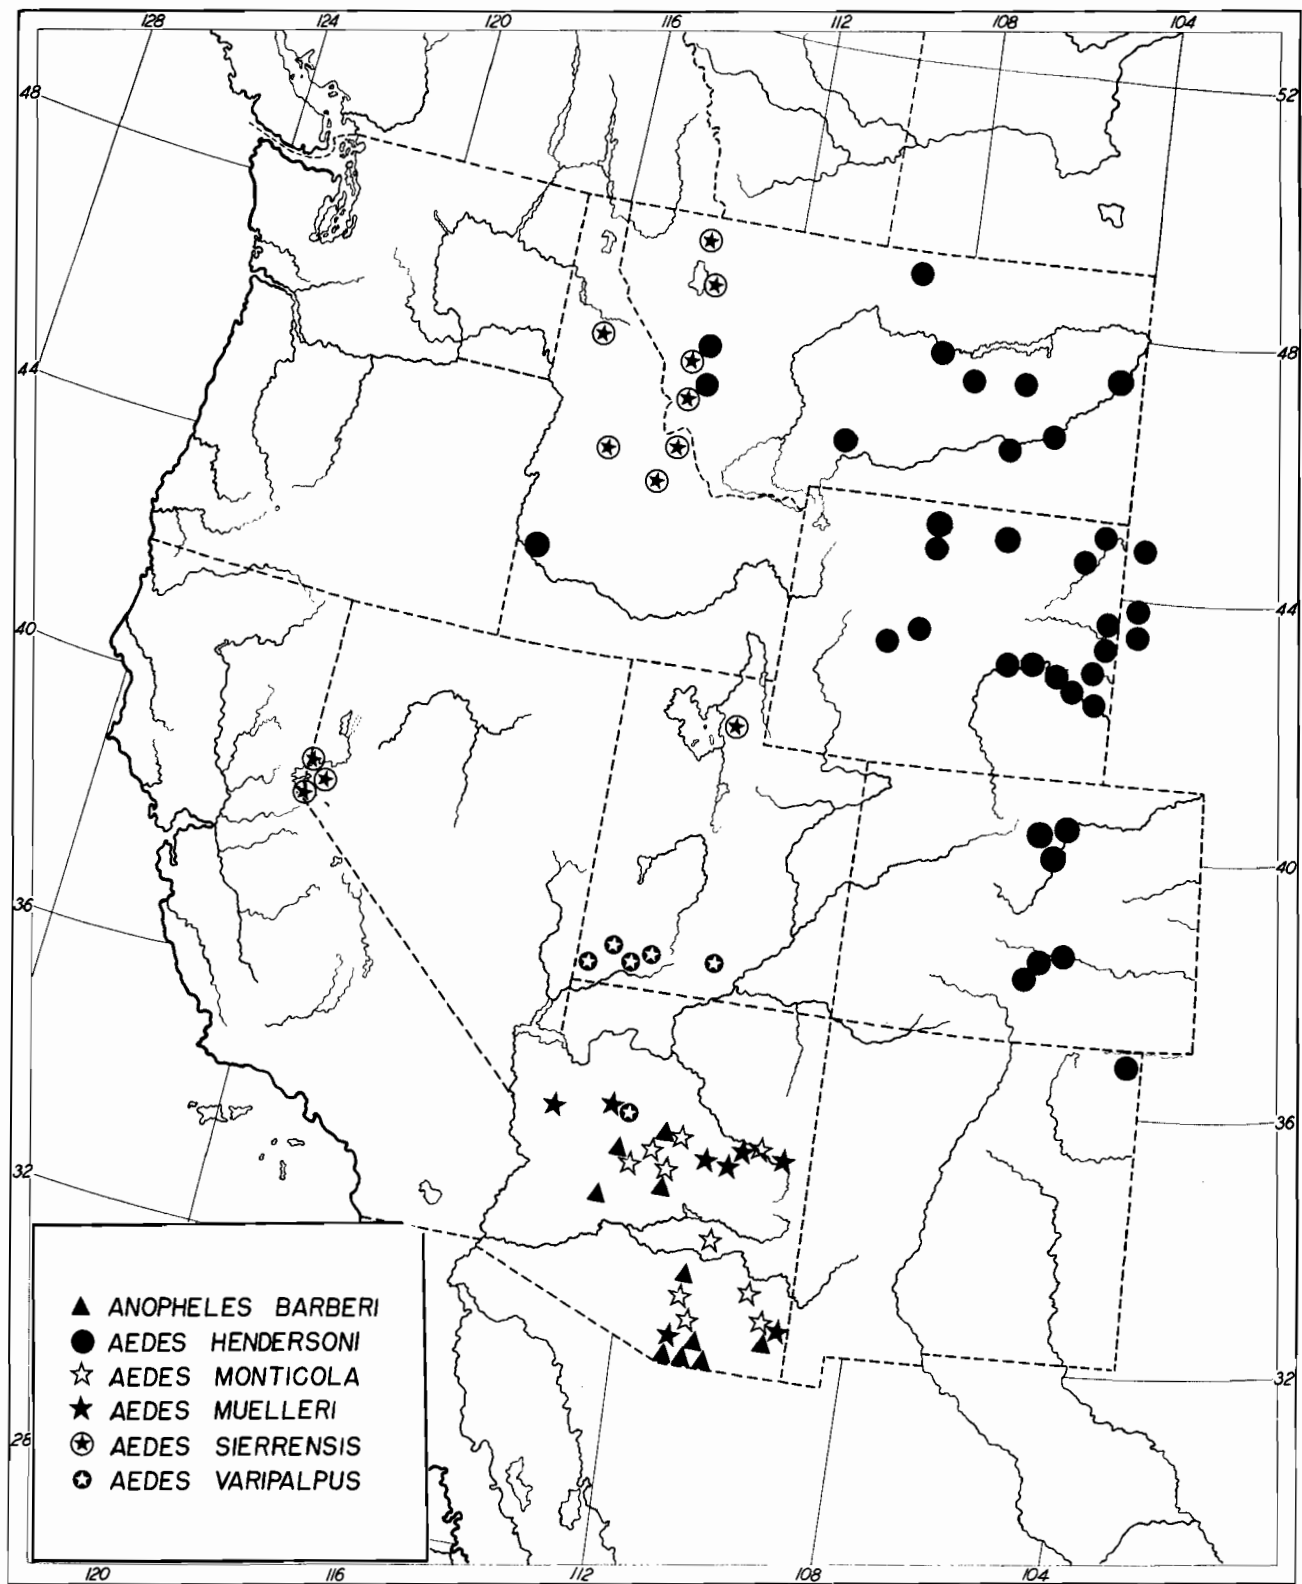 128 124 120 116 112 108 104
48
52
44
48
40
44
36
40
32
36
28
32
▲ ANOPHELES BARBERI
● AEDES HENDERSONI
☆ AEDES MONTICOLA
★ AEDES MUELLERI
✪ AEDES SIERRENSIS
✪ AEDES VARIPALPUS
120 116 112 108 104